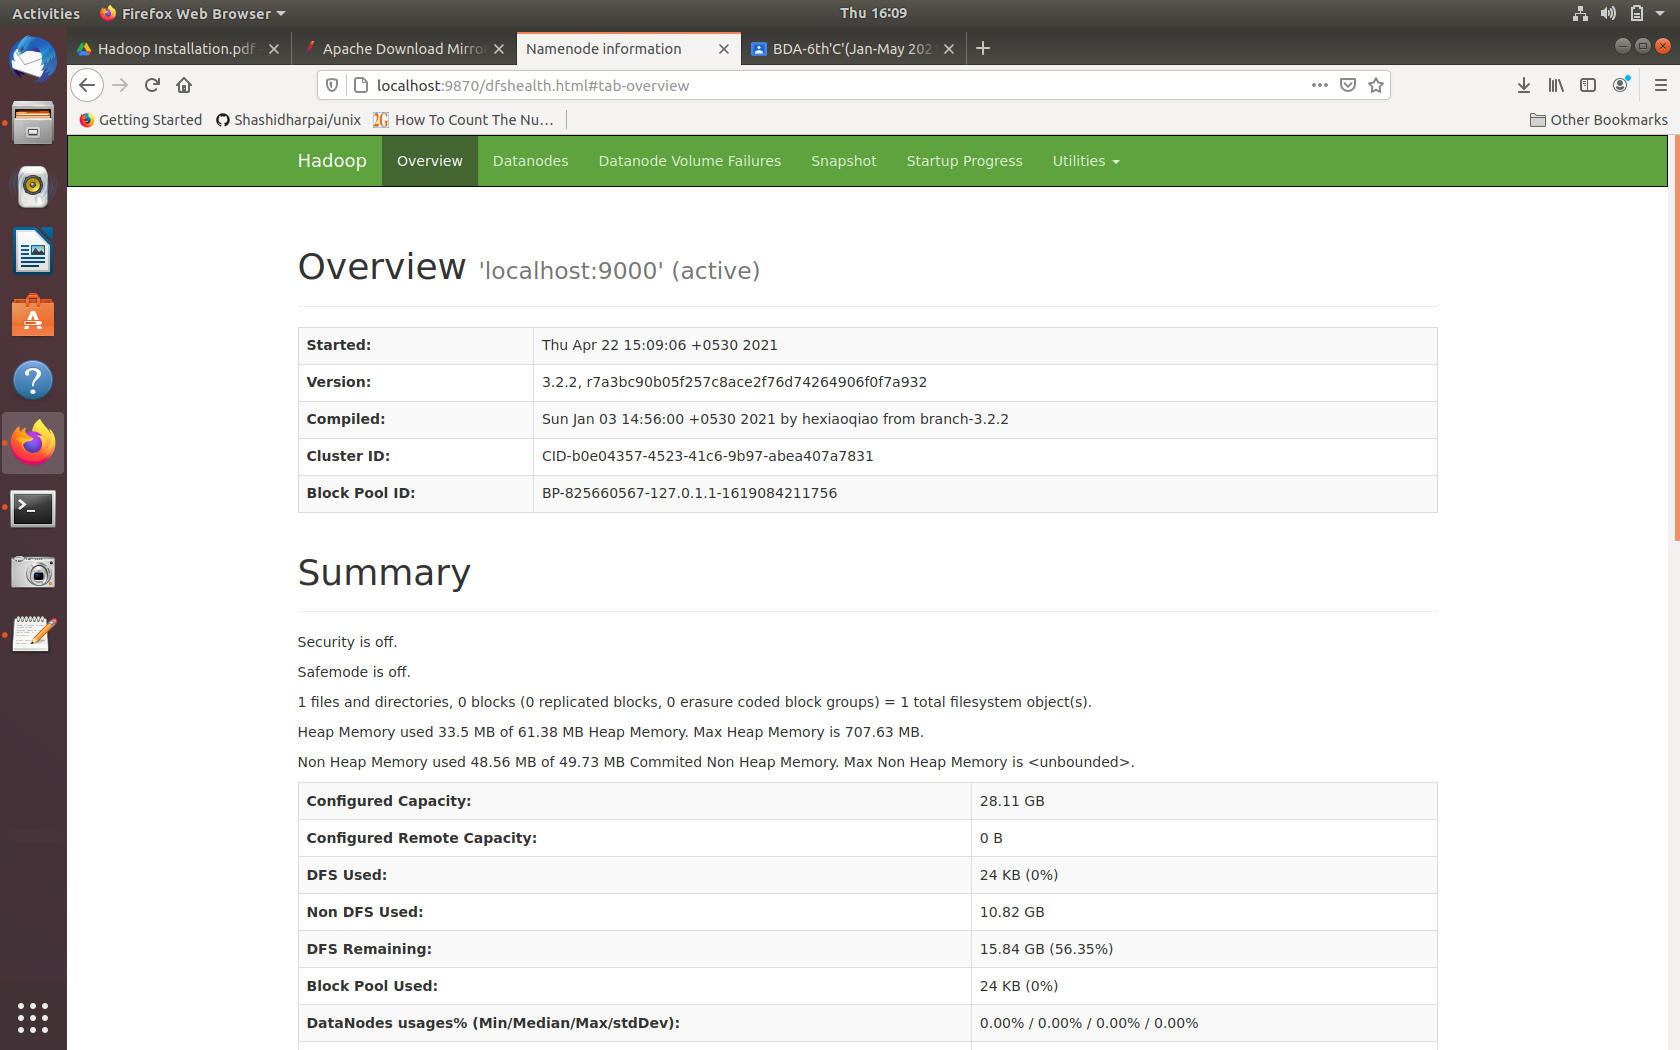 Activities Firefox Web Browser Thu 16:09
Hadoop Installation.pdf Apache Download Mirro Namenode information BDA-6th'C'(Jan-May 202
localhost:9870/dfshealth.html#tab-overview
Getting Started Shashidharpai/unix How To Count The Nu… Other Bookmarks
Hadoop Overview Datanodes Datanode Volume Failures Snapshot Startup Progress Utilities
Overview 'localhost:9000' (active)
Started: Thu Apr 22 15:09:06 +0530 2021
Version: 3.2.2, r7a3bc90b05f257c8ace2f76d74264906f0f7a932
Compiled: Sun Jan 03 14:56:00 +0530 2021 by hexiaoqiao from branch-3.2.2
Cluster ID: CID-b0e04357-4523-41c6-9b97-abea407a7831
Block Pool ID: BP-825660567-127.0.1.1-1619084211756
Summary
Security is off.
Safemode is off.
1 files and directories, 0 blocks (0 replicated blocks, 0 erasure coded block groups) = 1 total filesystem object(s).
Heap Memory used 33.5 MB of 61.38 MB Heap Memory. Max Heap Memory is 707.63 MB.
Non Heap Memory used 48.56 MB of 49.73 MB Commited Non Heap Memory. Max Non Heap Memory is <unbounded>.
Configured Capacity: 28.11 GB
Configured Remote Capacity: 0 B
DFS Used: 24 KB (0%)
Non DFS Used: 10.82 GB
DFS Remaining: 15.84 GB (56.35%)
Block Pool Used: 24 KB (0%)
DataNodes usages% (Min/Median/Max/stdDev): 0.00% / 0.00% / 0.00% / 0.00%